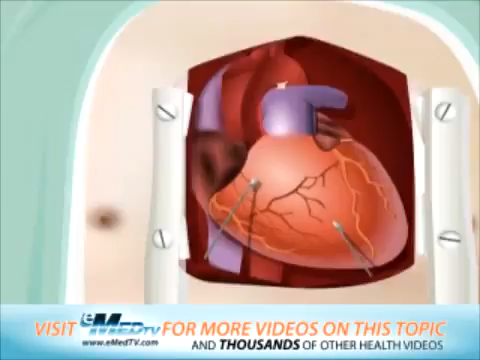 VISIT eMedTV FOR MORE VIDEOS ON THIS TOPIC
www.eMedTV.com AND THOUSANDS OF OTHER HEALTH VIDEOS